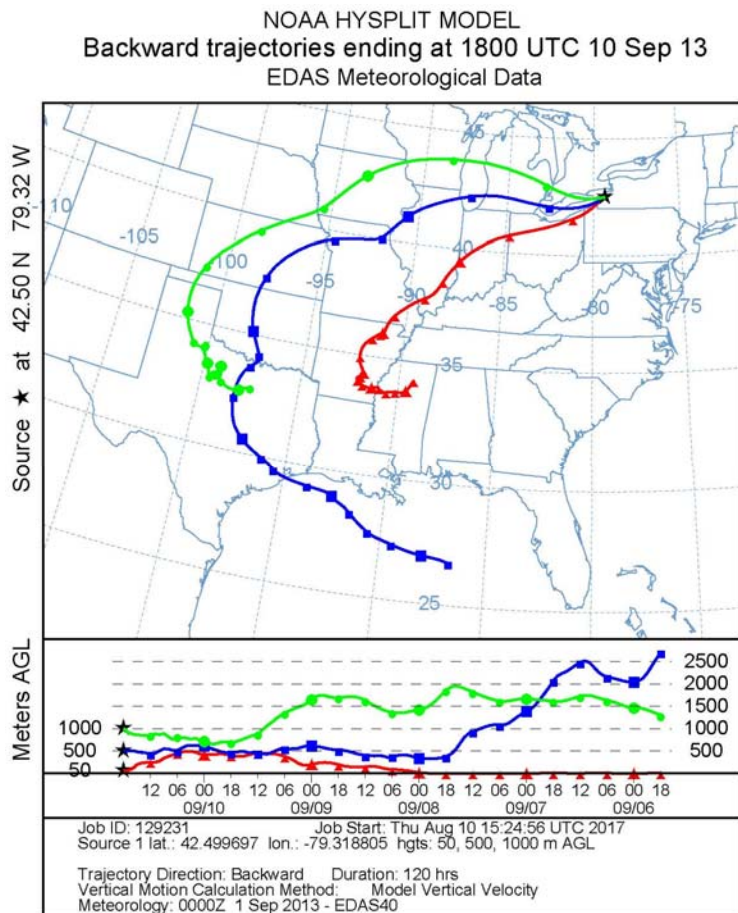 NOAA HYSPLIT MODEL
Backward trajectories ending at 1800 UTC 10 Sep 13
EDAS Meteorological Data
Source ★ at 42.50 N 79.32 W
45
-110
-105
-100
-95
-90
-85
-80
-75
40
35
30
25
Meters AGL
2500
2000
1500
1000 1000
500 500
50
12 06 00 18 12 06 00 18 12 06 00 18 12 06 00 18 12 06 00 18
09/10 09/09 09/08 09/07 09/06
Job ID: 129231 Job Start: Thu Aug 10 15:24:56 UTC 2017
Source 1 lat.: 42.499697 lon.: -79.318805 hgts: 50, 500, 1000 m AGL
Trajectory Direction: Backward Duration: 120 hrs
Vertical Motion Calculation Method: Model Vertical Velocity
Meteorology: 0000Z 1 Sep 2013 - EDAS40